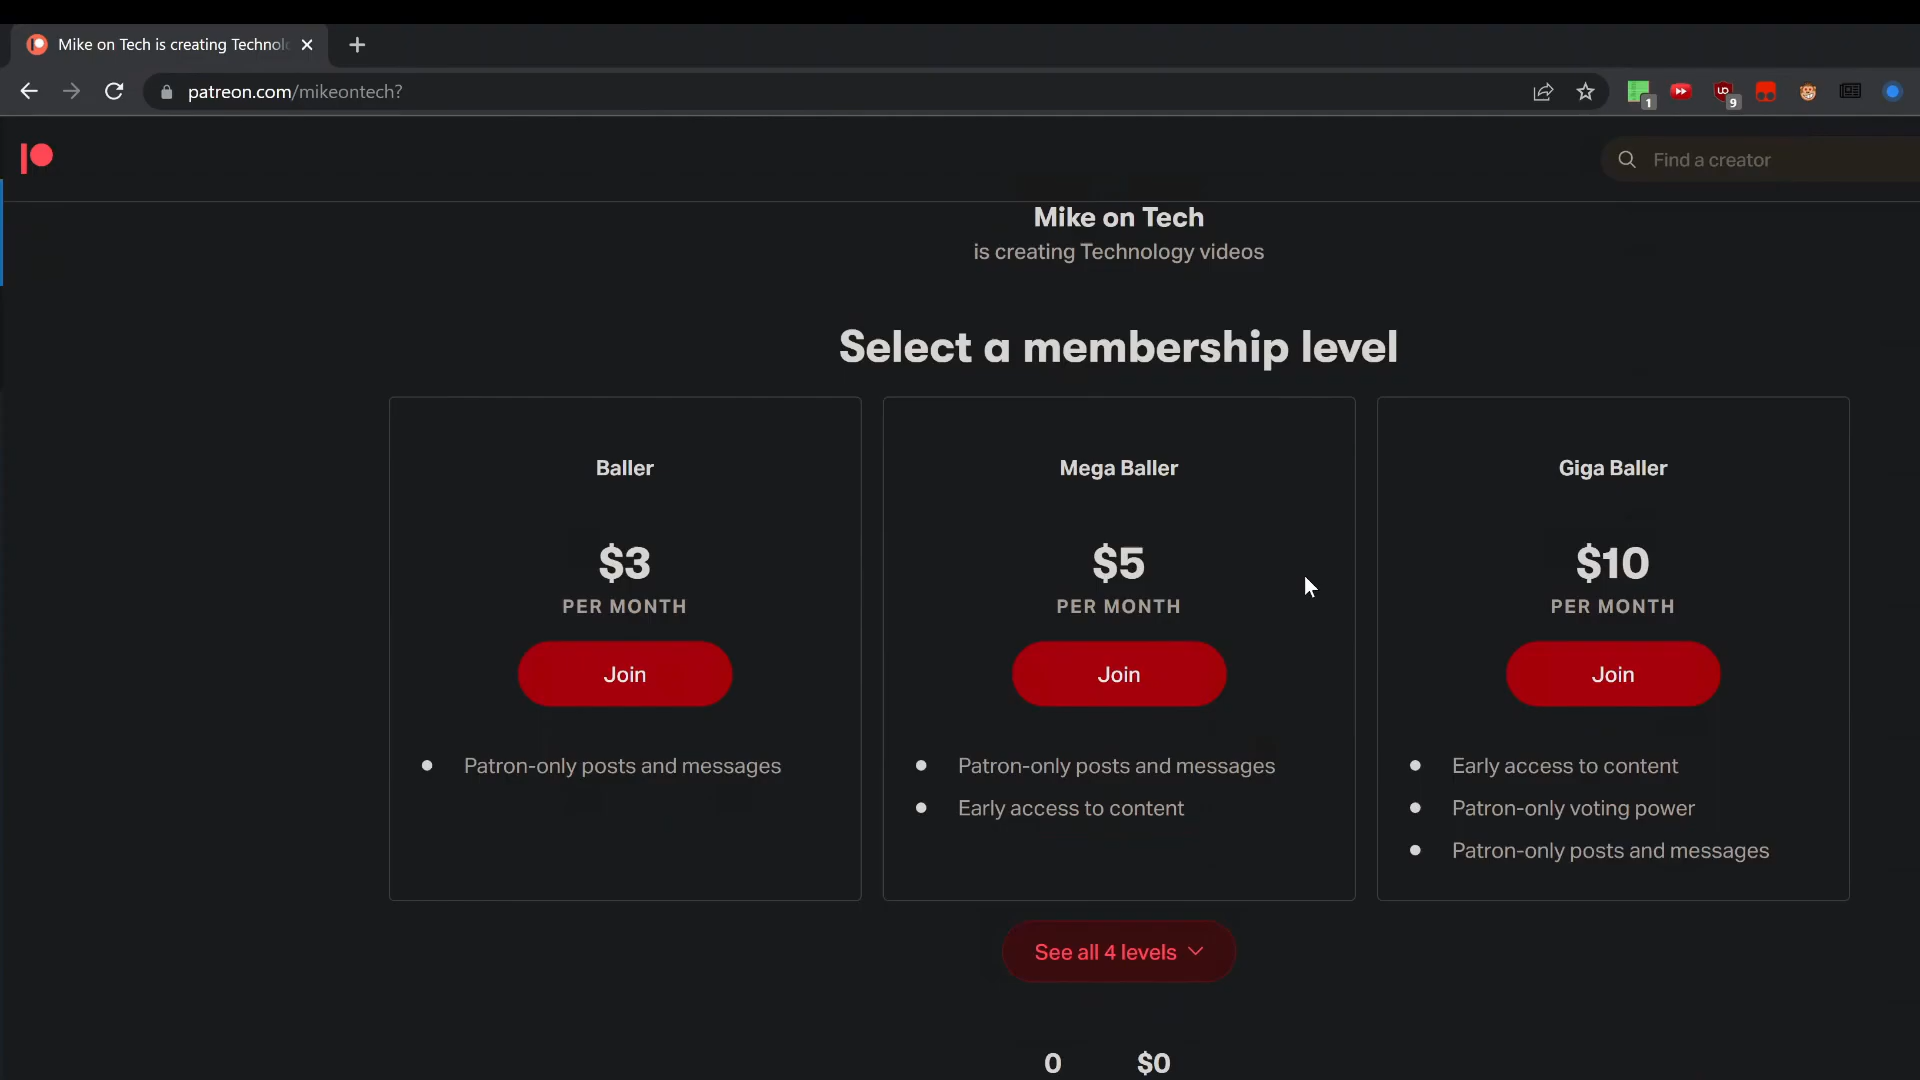 Mike on Tech is creating Technol
patreon.com/mikeontech?
1
9
Find a creator
Mike on Tech
is creating Technology videos
Select a membership level
Baller
$3
PER MONTH
Join
Patron-only posts and messages
Mega Baller
$5
PER MONTH
Join
Patron-only posts and messages
Early access to content
Giga Baller
$10
PER MONTH
Join
Early access to content
Patron-only voting power
Patron-only posts and messages
See all 4 levels
0 $0